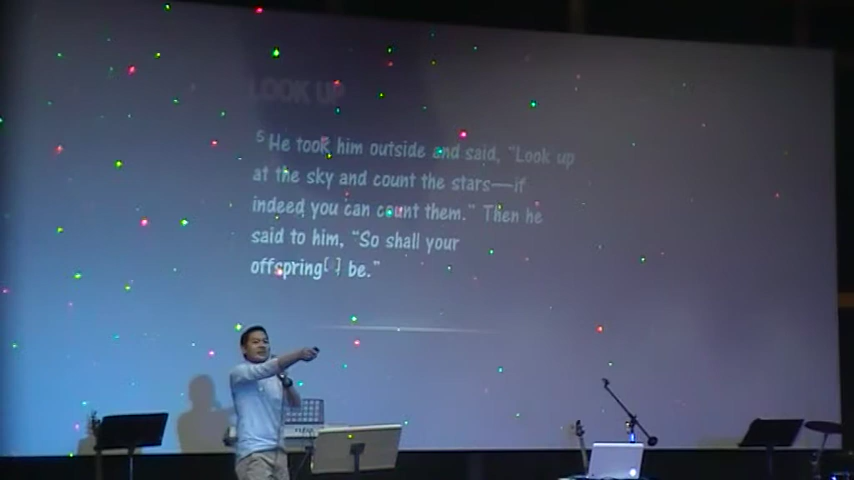 LOOK UP
5 He took him outside and said, “Look up
at the sky and count the stars—if
indeed you can count them.” Then he
said to him, “So shall your
offspring[ ] be.”